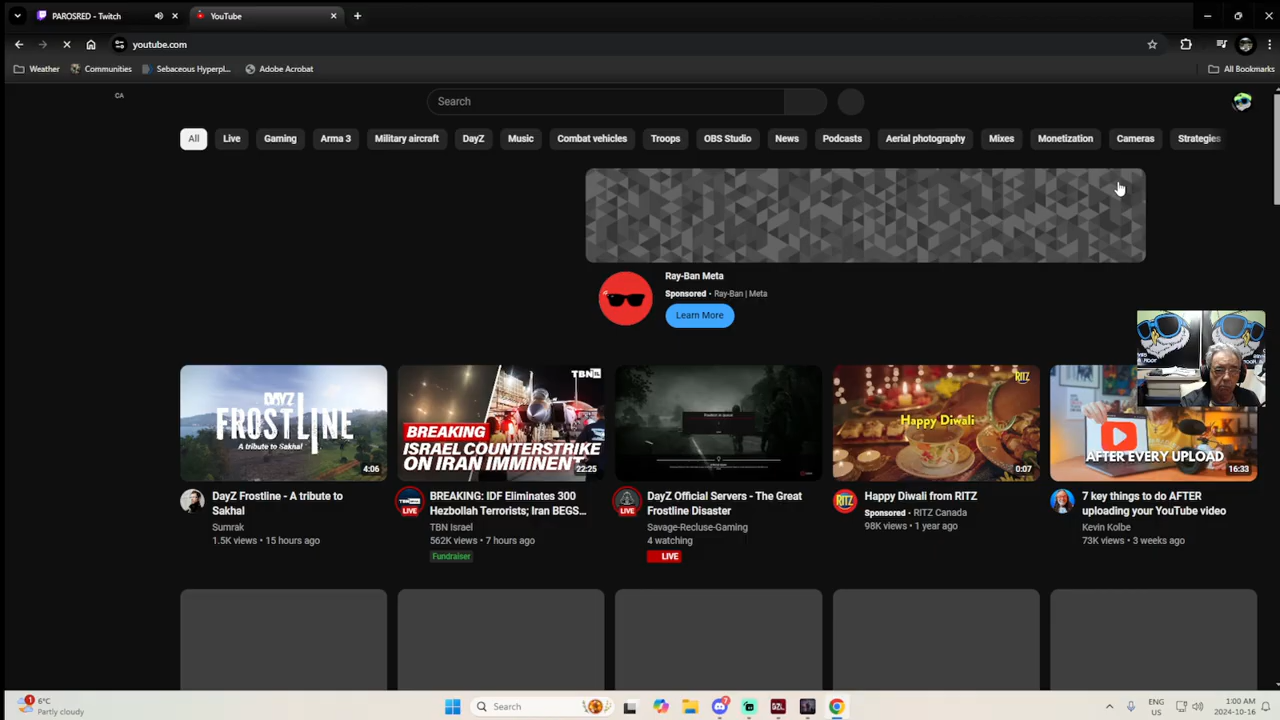 PAROSRED - Twitch
YouTube
youtube.com
Weather
Communities
Sebaceous Hyperpl...
Adobe Acrobat
All Bookmarks
CA
Search
All
Live
Gaming
Arma 3
Military aircraft
DayZ
Music
Combat vehicles
Troops
OBS Studio
News
Podcasts
Aerial photography
Mixes
Monetization
Cameras
Strategies
Ray-Ban Meta
Sponsored · Ray-Ban | Meta
Learn More
DAYZ
FROSTLINE
A tribute to Sakhal
4:06
TBN IL
BREAKING
ISRAEL COUNTERSTRIKE
ON IRAN IMMINENT
22:25
RITZ
Happy Diwali
0:07
AFTER EVERY UPLOAD
16:33
DayZ Frostline - A tribute to
Sakhal
Sumrak
1.5K views · 15 hours ago
LIVE
BREAKING: IDF Eliminates 300
Hezbollah Terrorists; Iran BEGS...
TBN Israel
562K views · 7 hours ago
Fundraiser
LIVE
DayZ Official Servers - The Great
Frostline Disaster
Savage-Recluse-Gaming
4 watching
LIVE
RITZ
Happy Diwali from RITZ
Sponsored · RITZ Canada
98K views · 1 year ago
7 key things to do AFTER
uploading your YouTube video
Kevin Kolbe
73K views · 3 weeks ago
1
6°C
Partly cloudy
Search
GZL
ENG
US
1:00 AM
2024-10-16